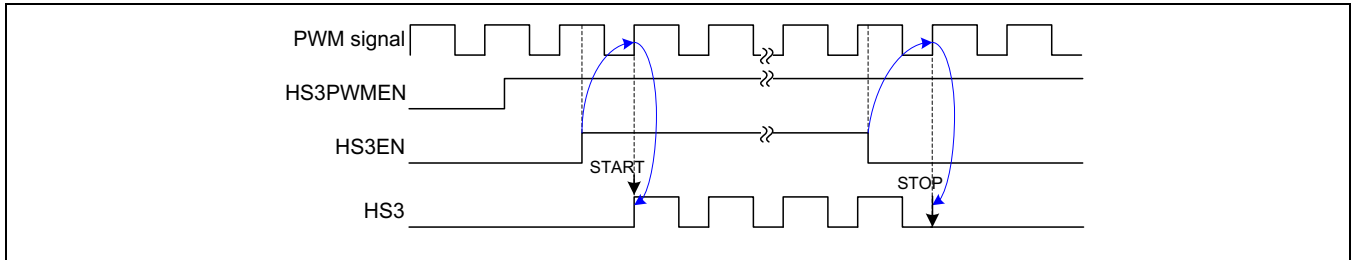 PWM signal
HS3PWMEN
HS3EN
START
STOP
HS3